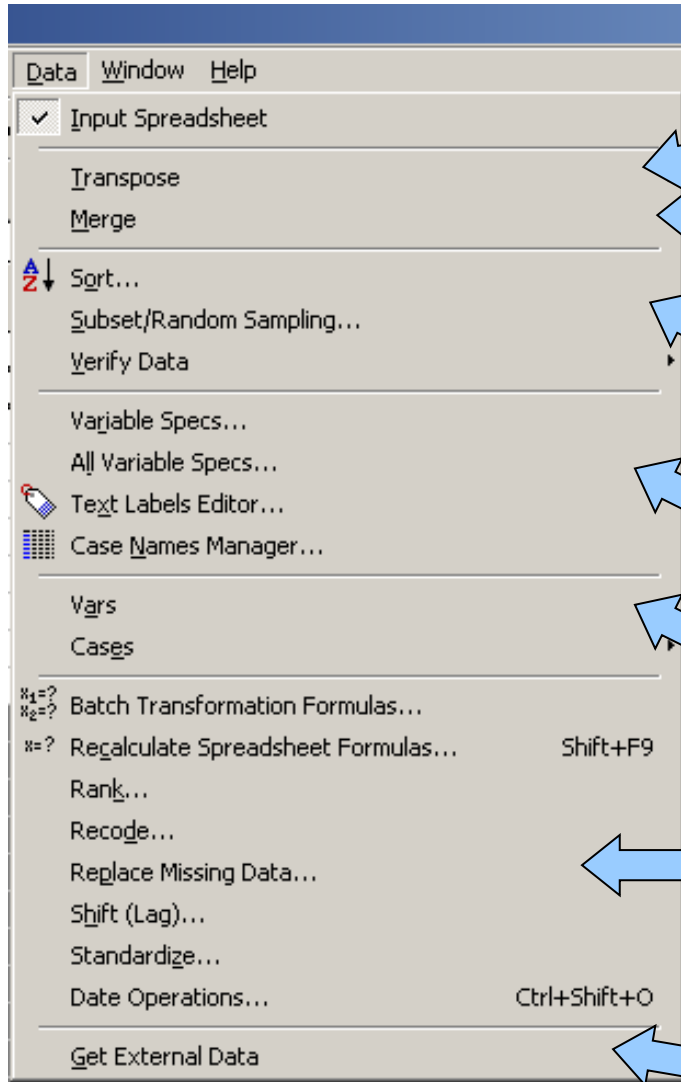 Data Window Help
Input Spreadsheet
Transpose
Merge
A
Z
Sort...
Subset/Random Sampling...
Verify Data
Variable Specs...
All Variable Specs...
Text Labels Editor...
Case Names Manager...
Vars
Cases
x1=?
x2=?
Batch Transformation Formulas...
x=? Recalculate Spreadsheet Formulas... Shift+F9
Rank...
Recode...
Replace Missing Data...
Shift (Lag)...
Standardize...
Date Operations... Ctrl+Shift+O
Get External Data